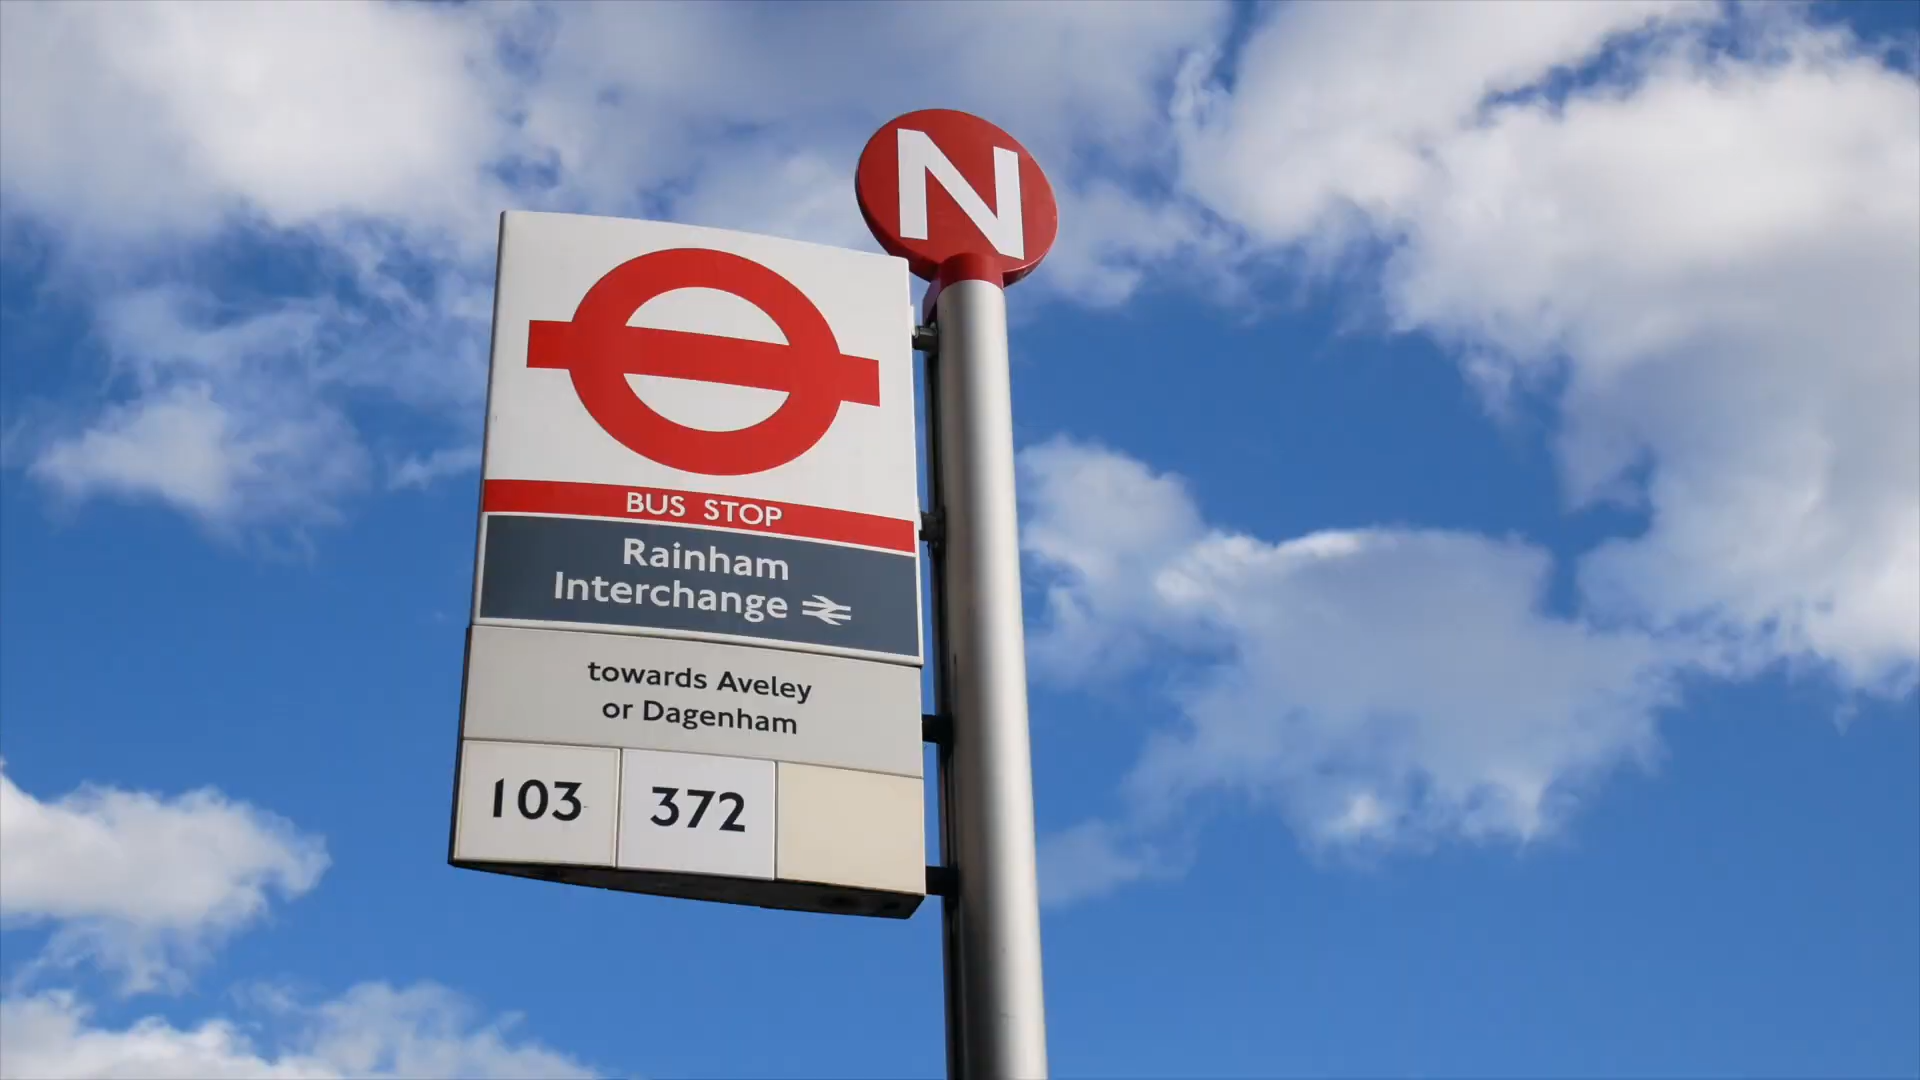 N
BUS STOP
Rainham
Interchange
towards Aveley
or Dagenham
103 372